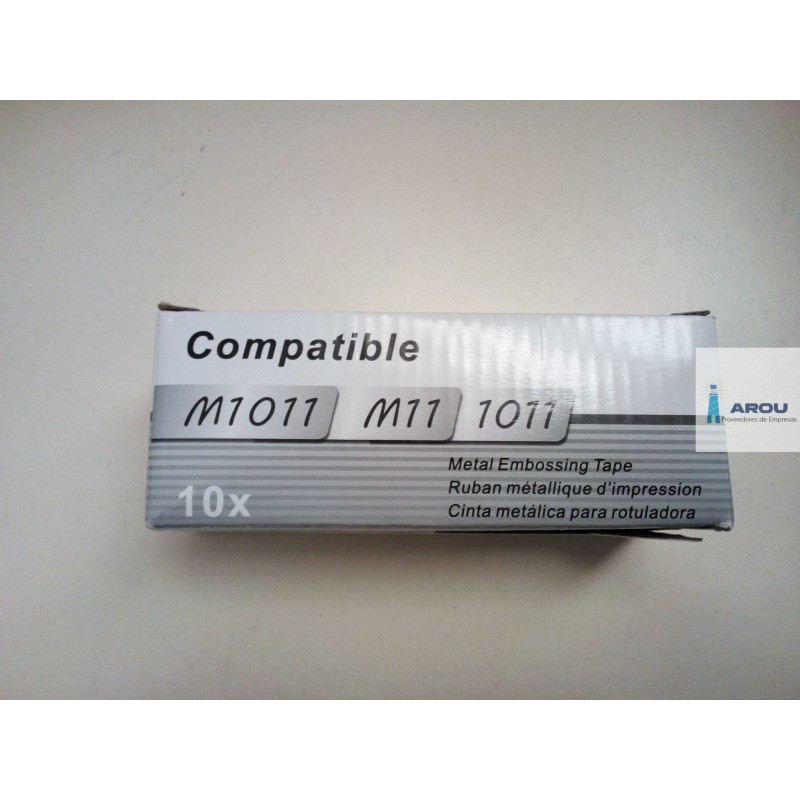 Compatible
M1011 M11 1011
Metal Embossing Tape
Ruban métallique d'impression
Cinta metálica para rotuladora
10x
AROU
Proveedores de Empresas